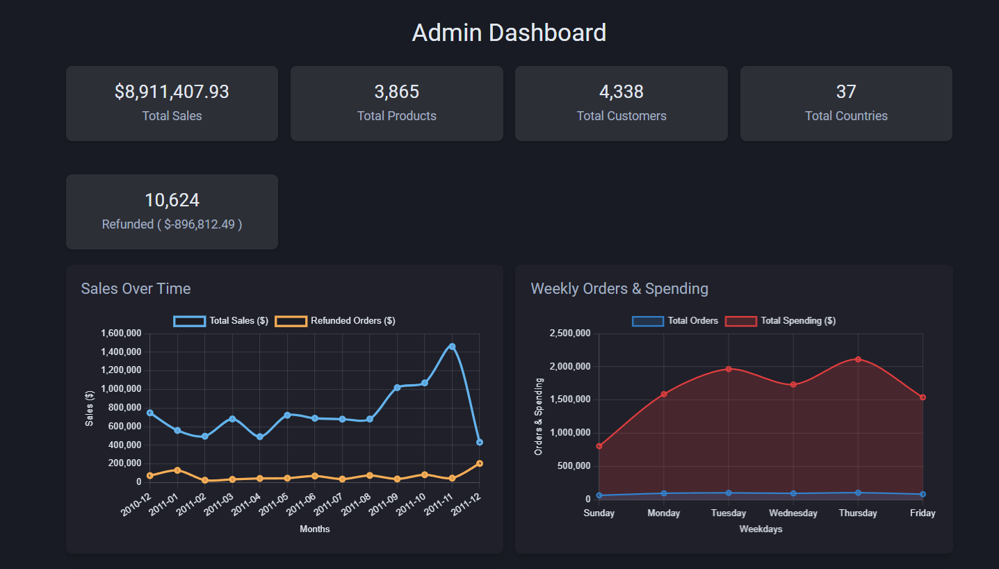 Admin Dashboard
$8,911,407.93
Total Sales
3,865
Total Products
4,338
Total Customers
37
Total Countries
10,624
Refunded ( $-896,812.49 )
Sales Over Time
Total Sales ($) Refunded Orders ($)
1,600,000
1,400,000
1,200,000
1,000,000
800,000
600,000
400,000
200,000
0
Sales ($)
2010-12 2011-01 2011-02 2011-03 2011-04 2011-05 2011-06 2011-07 2011-08 2011-09 2011-10 2011-11 2011-12
Months
Weekly Orders & Spending
Total Orders Total Spending ($)
2,500,000
2,000,000
1,500,000
1,000,000
500,000
0
Orders & Spending
Sunday Monday Tuesday Wednesday Thursday Friday
Weekdays